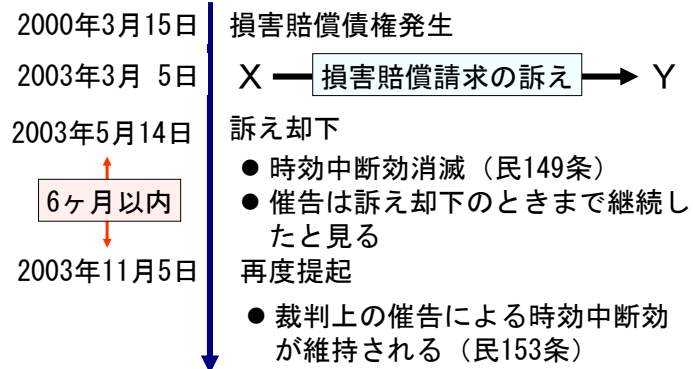 2000年3月15日 損害賠償債権発生
2003年3月 5日 X 損害賠償請求の訴え Y
2003年5月14日 訴え却下
● 時効中断効消滅（民149条）
6ヶ月以内
● 催告は訴え却下のときまで継続し
たと見る
2003年11月5日 再度提起
● 裁判上の催告による時効中断効
が維持される（民153条）